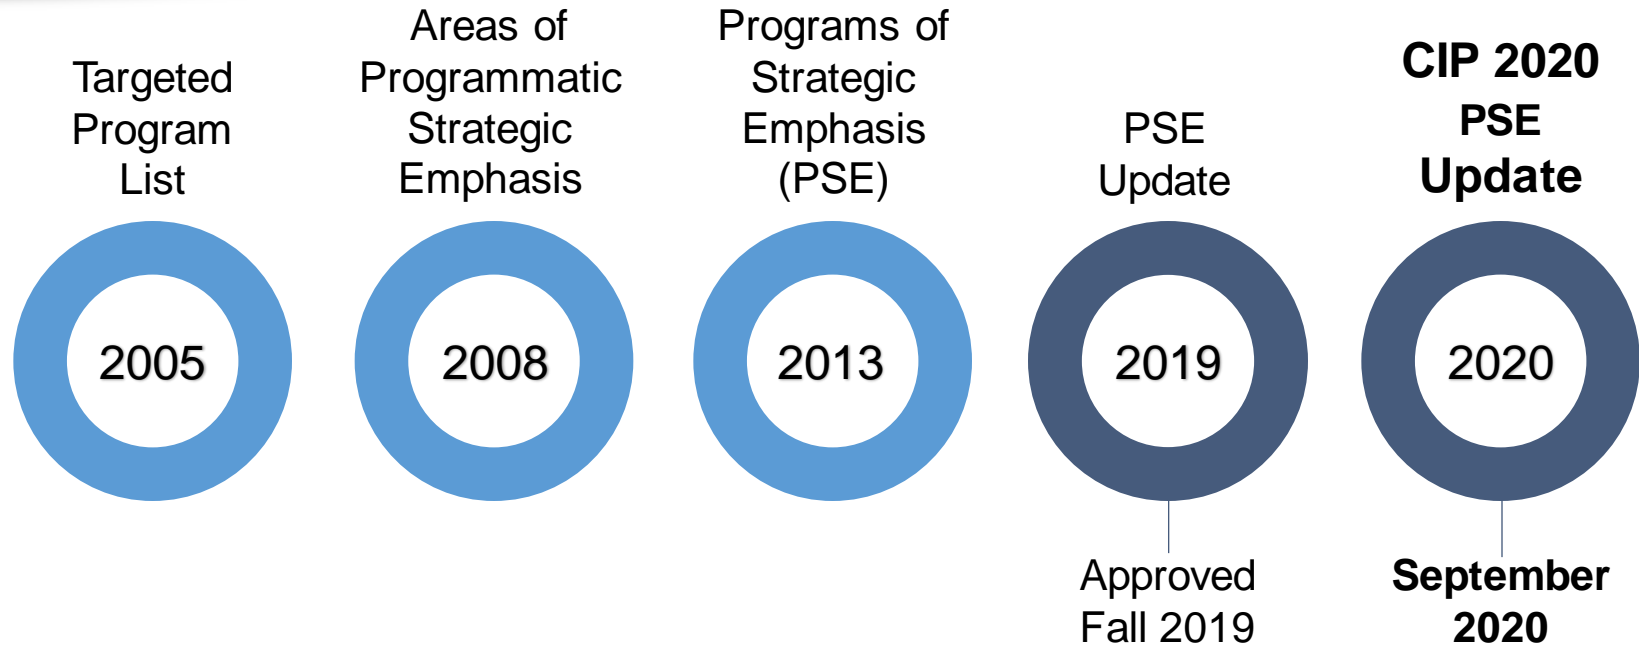 Targeted
Program
List
Areas of
Programmatic
Strategic
Emphasis
Programs of
Strategic
Emphasis
(PSE)
PSE
Update
CIP 2020
PSE
Update
2005
2008
2013
2019
2020
Approved
Fall 2019
September
2020